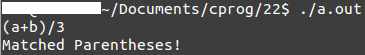 :~/Documents/cprog/22$ ./a.out
(a+b)/3
Matched Parentheses!